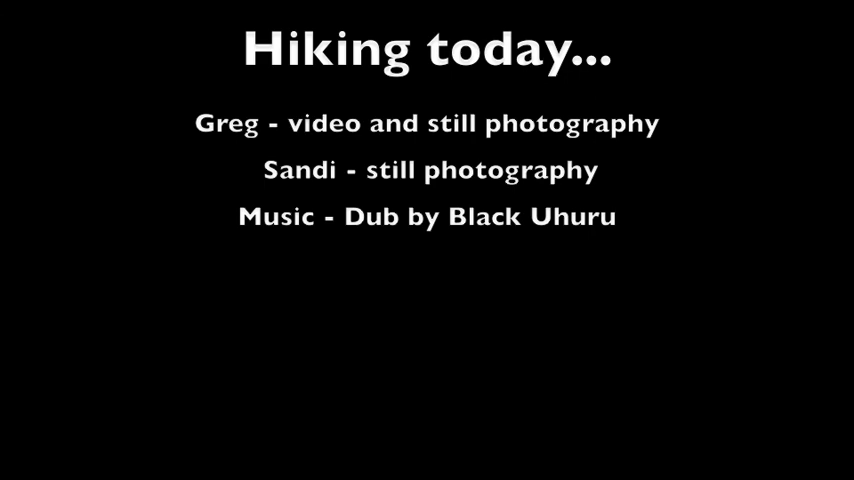 Hiking today...
Greg - video and still photography
Sandi - still photography
Music - Dub by Black Uhuru